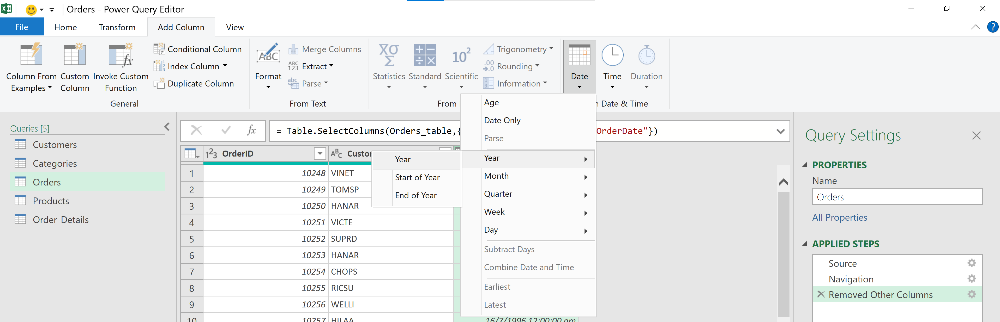 Orders - Power Query Editor
File
Home
Transform
Add Column
View
Column From
Examples
Custom
Column
Invoke Custom
Function
Conditional Column
Index Column
Duplicate Column
General
Format
Merge Columns
Extract
Parse
From Text
Statistics
Standard
Scientific
Trigonometry
Rounding
Information
From
Date
Time
Duration
Date & Time
Age
Date Only
Parse
Year
Month
Quarter
Week
Day
Subtract Days
Combine Date and Time
Earliest
Latest
Year
Start of Year
End of Year
Queries [5]
Customers
Categories
Orders
Products
Order_Details
fx
= Table.SelectColumns(Orders_table,{
OrderDate"})
123 OrderID
ABC Custor
1 10248 VINET
2 10249 TOMSP
3 10250 HANAR
4 10251 VICTE
5 10252 SUPRD
6 10253 HANAR
7 10254 CHOPS
8 10255 RICSU
9 10256 WELLI
10 10257 HILAA 16/7/1996 12:00:00 am
Query Settings
PROPERTIES
Name
Orders
All Properties
APPLIED STEPS
Source
Navigation
Removed Other Columns